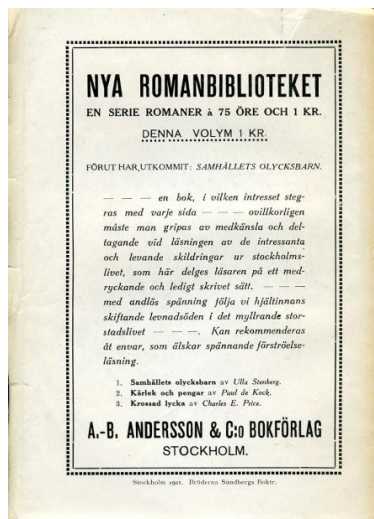 NYA ROMANBIBLIOTEKET
EN SERIE ROMANER à 75 ÖRE OCH 1 KR.
DENNA VOLYM 1 KR.
FÖRUT HAR UTKOMMIT: SAMHÄLLETS OLYCKSBARN.
— — — en bok, i vilken intresset steg-
ras med varje sida — — — ovillkorligen
måste man gripas av medkänsla och del-
tagande vid läsningen av de intressanta
och levande skildringar ur stockholms-
livet, som här delges läsaren på ett med-
ryckande och ledigt skrivet sätt. — — —
med andlös spänning följa vi hjältinnans
skiftande levnadsöden i det myllrande stor-
stadslivet — — —. Kan rekommenderas
åt envar, som älskar spännande förströelse-
läsning.
1. Samhällets olycksbarn av Ulla Stenberg.
2. Kärlek och pengar av Paul de Kock.
3. Krossad lycka av Charles E. Price.
A.-B. ANDERSSON & C:o BOKFÖRLAG
STOCKHOLM.
Stockholm 1921. Bröderna Sandbergs Boktr.